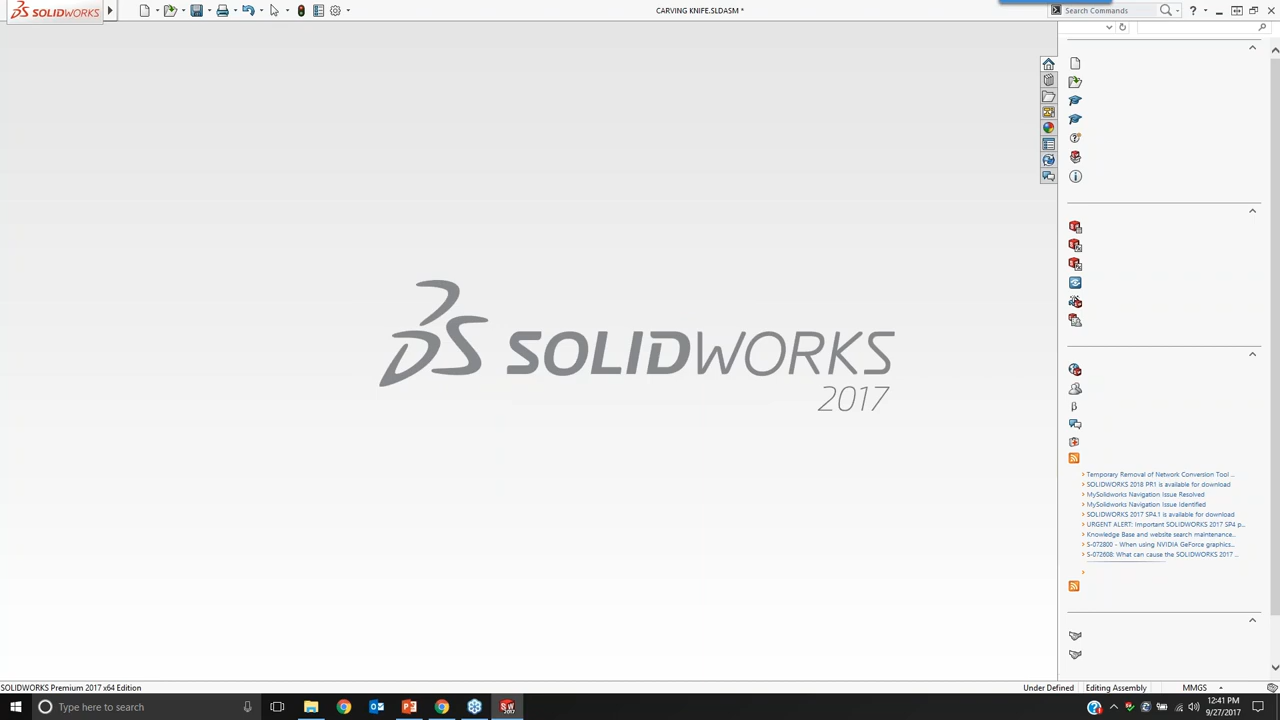 SOLIDWORKS
CARVING KNIFE.SLDASM *
Search Commands
?
SOLIDWORKS
2017
Temporary Removal of Network Conversion Tool ...
SOLIDWORKS 2018 PR1 is available for download
MySolidworks Navigation Issue Resolved
MySolidworks Navigation Issue Identified
SOLIDWORKS 2017 SP4.1 is available for download
URGENT ALERT: Important SOLIDWORKS 2017 SP4 p...
Knowledge Base and website search maintenance...
S-072800 - When using NVIDIA GeForce graphics...
S-072608: What can cause the SOLIDWORKS 2017 ...
SOLIDWORKS Premium 2017 x64 Edition
Under Defined
Editing Assembly
MMGS
Type here to search
12:41 PM
9/27/2017